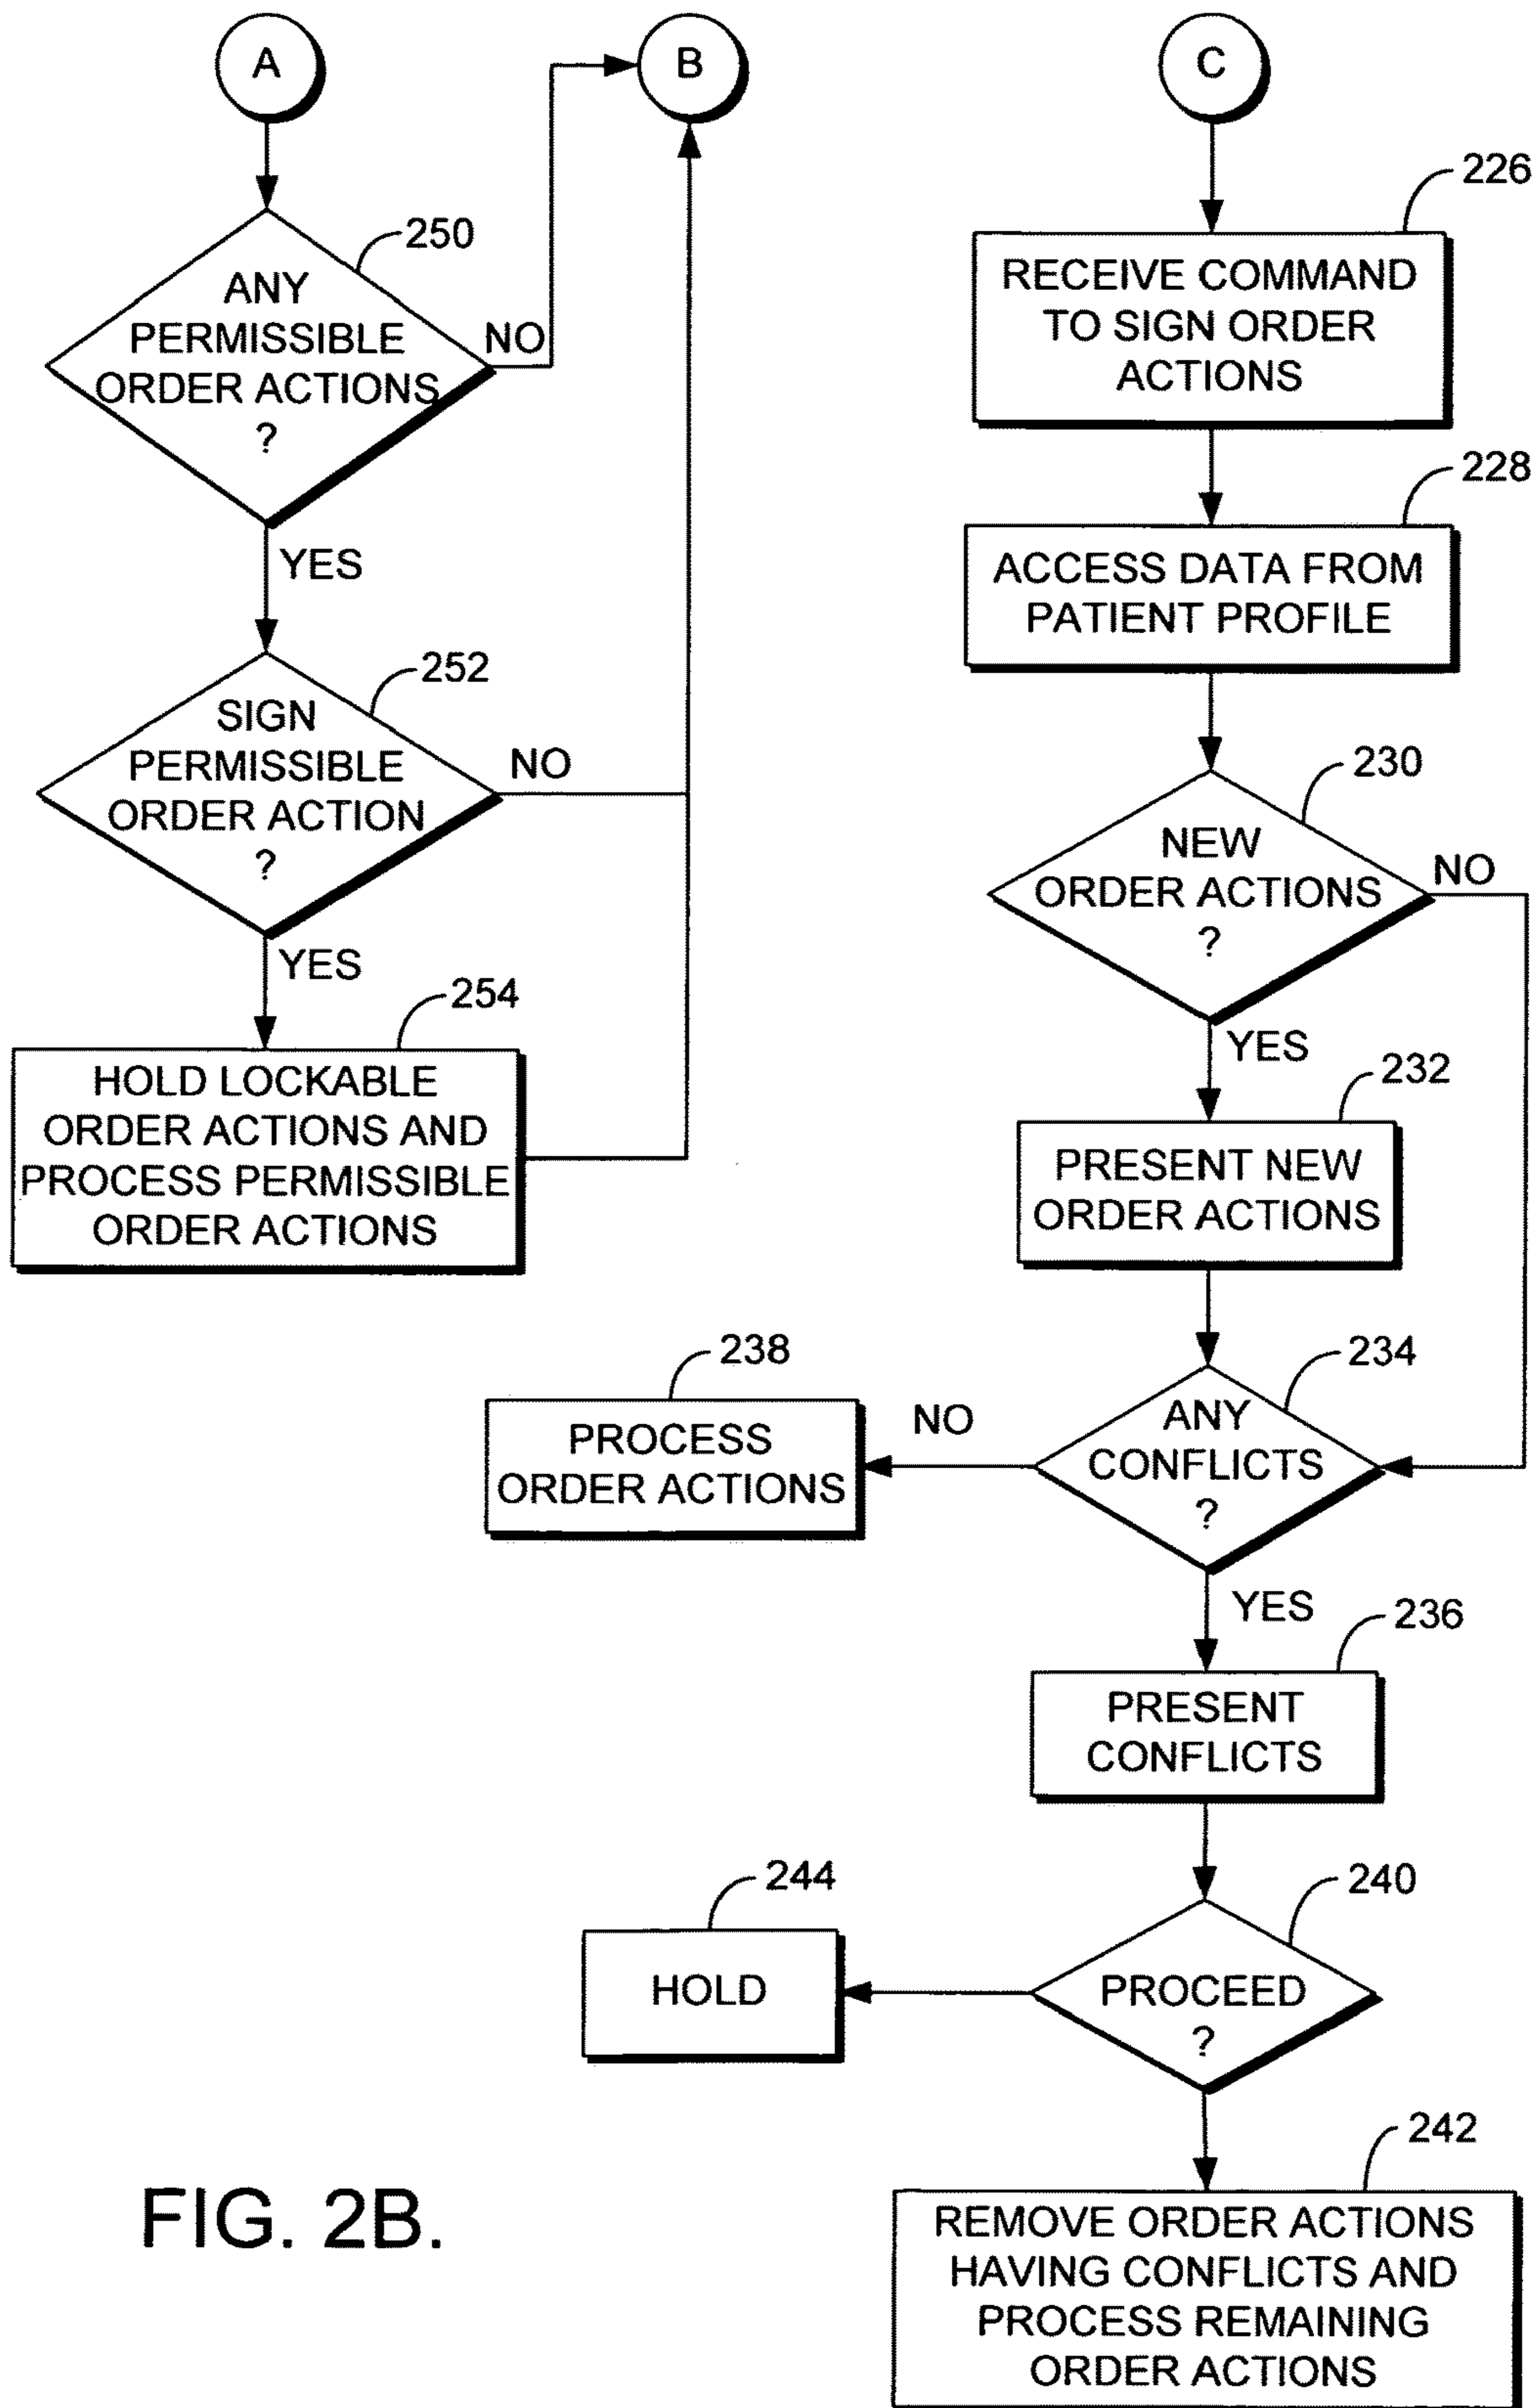 A
B
C
226
RECEIVE COMMAND
TO SIGN ORDER
ACTIONS
250
ANY
PERMISSIBLE
ORDER ACTIONS
?
NO
YES
228
ACCESS DATA FROM
PATIENT PROFILE
252
SIGN
PERMISSIBLE
ORDER ACTION
?
NO
YES
230
NEW
ORDER ACTIONS
?
NO
YES
254
HOLD LOCKABLE
ORDER ACTIONS AND
PROCESS PERMISSIBLE
ORDER ACTIONS
232
PRESENT NEW
ORDER ACTIONS
234
ANY
CONFLICTS
?
NO
YES
238
PROCESS
ORDER ACTIONS
236
PRESENT
CONFLICTS
240
PROCEED
?
244
HOLD
242
REMOVE ORDER ACTIONS
HAVING CONFLICTS AND
PROCESS REMAINING
ORDER ACTIONS
FIG. 2B.